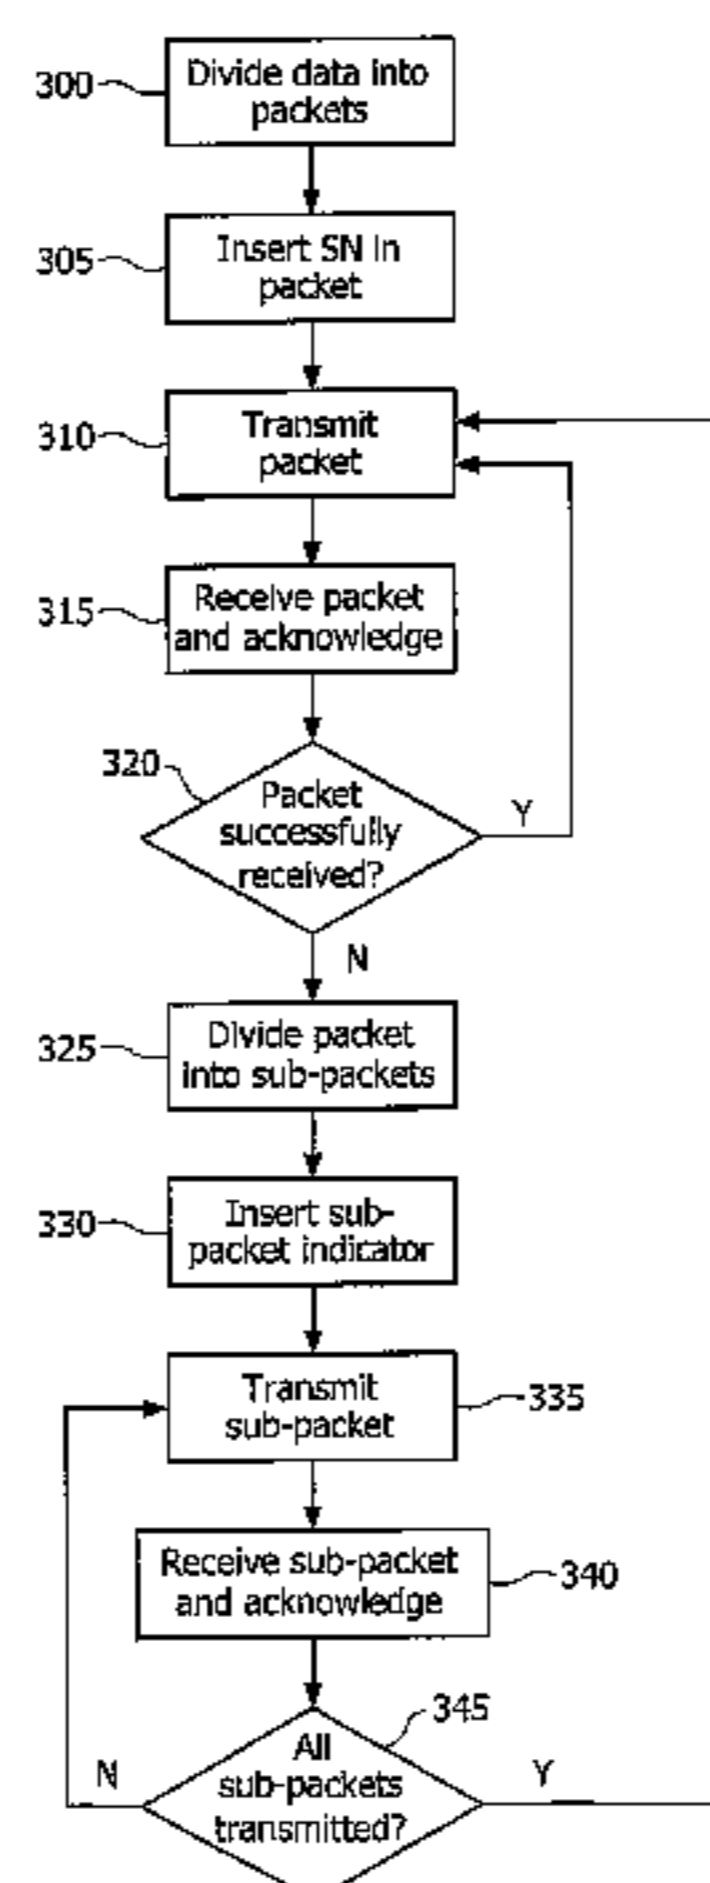 300
Divide data into
packets
305
Insert SN in
packet
310
Transmit
packet
315
Receive packet
and acknowledge
320
Packet
successfully
received?
Y
N
325
Divide packet
into sub-packets
330
Insert sub-
packet indicator
Transmit
sub-packet
335
Receive sub-packet
and acknowledge
340
345
All
sub-packets
transmitted?
N
Y